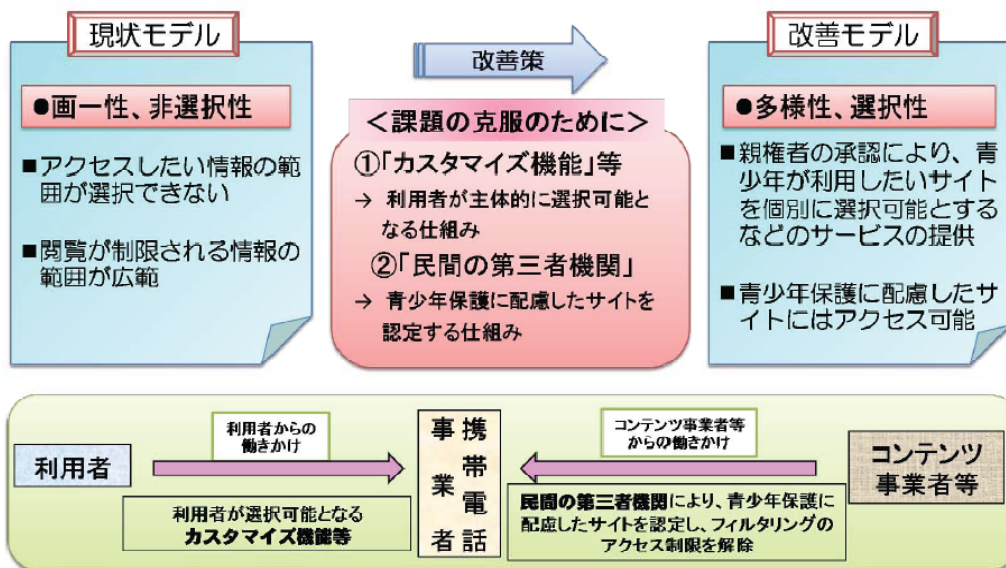 現状モデル
●画一性、非選択性
■アクセスしたい情報の範
囲が選択できない
■閲覧が制限される情報の
範囲が広範
改善策
＜課題の克服のために＞
①「カスタマイズ機能」等
→ 利用者が主体的に選択可能と
なる仕組み
②「民間の第三者機関」
→ 青少年保護に配慮したサイトを
認定する仕組み
改善モデル
●多様性、選択性
■親権者の承認により、青
少年が利用したいサイト
を個別に選択可能とする
などのサービスの提供
■青少年保護に配慮したサ
イトにはアクセス可能
利用者
利用者からの
働きかけ
利用者が選択可能となる
カスタマイズ機能等
携帯電話
事業者
コンテンツ事業者等
からの働きかけ
民間の第三者機関により、青少年保護に
配慮したサイトを認定し、フィルタリングの
アクセス制限を解除
コンテンツ
事業者等